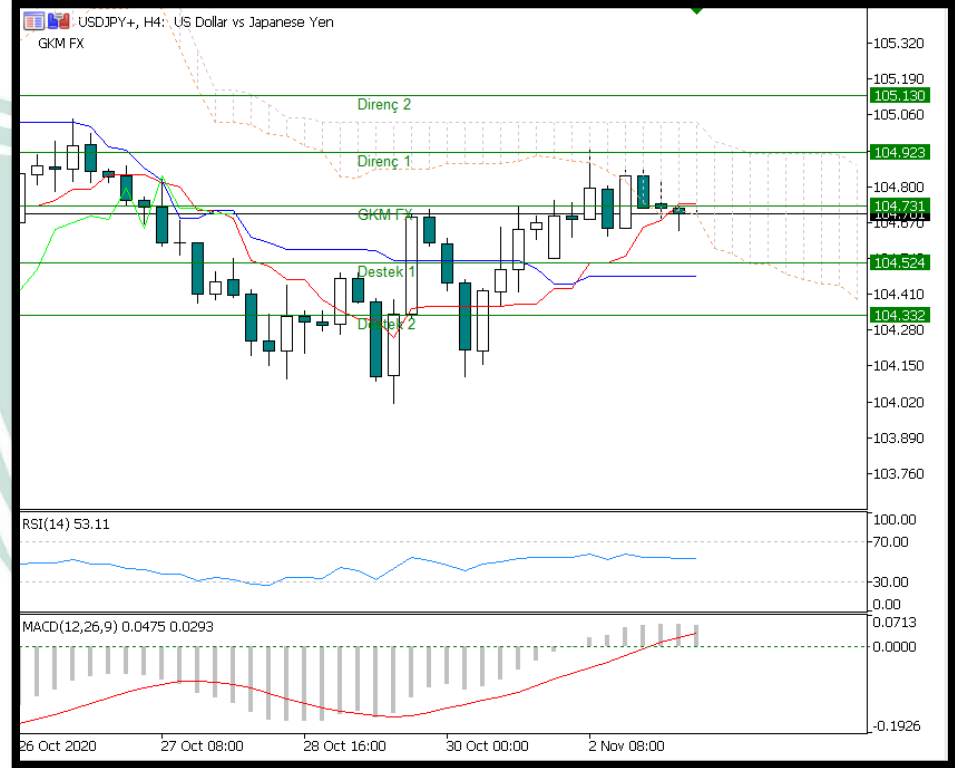 USDJPY+, H4: US Dollar vs Japanese Yen
GKM FX
105.320
105.190
105.130
Direnç 2
105.060
104.923
Direnç 1
104.800
104.731
GKM FX
104.701
104.670
104.524
Destek 1
104.410
104.332
Destek 2
104.280
104.150
104.020
103.890
103.760
RSI(14) 53.11
100.00
70.00
30.00
0.00
MACD(12,26,9) 0.0475 0.0293
0.0713
0.0000
-0.1926
26 Oct 2020
27 Oct 08:00
28 Oct 16:00
30 Oct 00:00
2 Nov 08:00